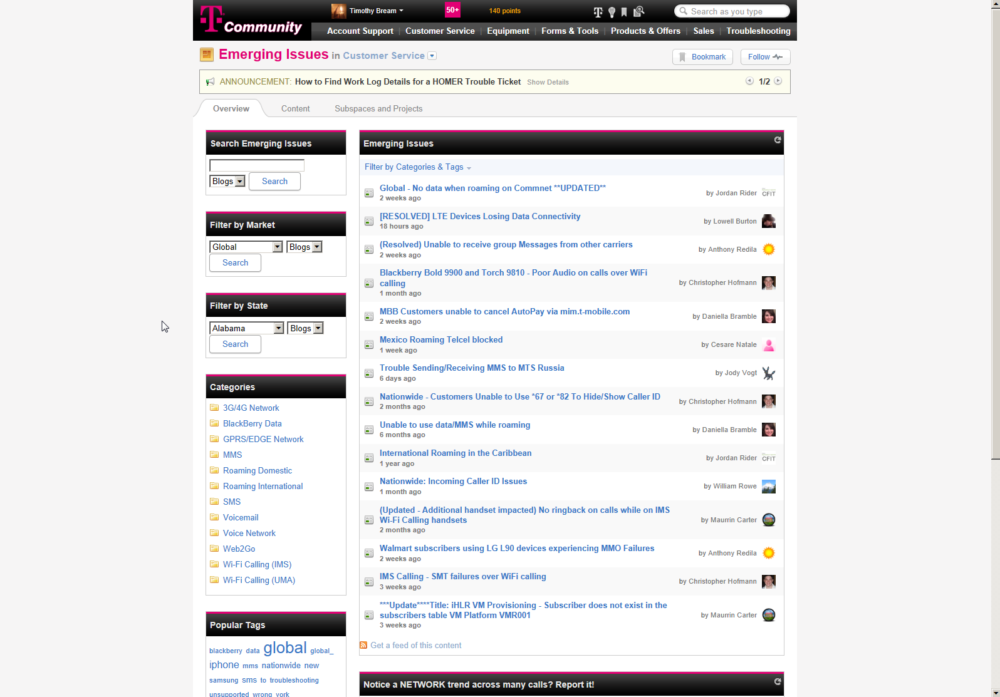 Timothy Bream
50+
140 points
Search as you type
T Community
Account Support | Customer Service | Equipment | Forms & Tools | Products & Offers | Sales | Troubleshooting
Emerging Issues in Customer Service
Bookmark
Follow
ANNOUNCEMENT: How to Find Work Log Details for a HOMER Trouble Ticket Show Details
1/2
Overview
Content
Subspaces and Projects
Search Emerging Issues
Blogs
Search
Filter by Market
Global
Blogs
Search
Filter by State
Alabama
Blogs
Search
Categories
3G/4G Network
BlackBerry Data
GPRS/EDGE Network
MMS
Roaming Domestic
Roaming International
SMS
Voicemail
Voice Network
Web2Go
Wi-Fi Calling (IMS)
Wi-Fi Calling (UMA)
Popular Tags
blackberry data global global_
iphone mms nationwide new
samsung sms to troubleshooting
unsupported wrong york
Emerging Issues
Filter by Categories & Tags
Global - No data when roaming on Commnet **UPDATED**
2 weeks ago
by Jordan Rider
CFIT
[RESOLVED] LTE Devices Losing Data Connectivity
18 hours ago
by Lowell Burton
(Resolved) Unable to receive group Messages from other carriers
2 weeks ago
by Anthony Redila
Blackberry Bold 9900 and Torch 9810 - Poor Audio on calls over WiFi
calling
1 month ago
by Christopher Hofmann
MBB Customers unable to cancel AutoPay via mim.t-mobile.com
2 weeks ago
by Daniella Bramble
Mexico Roaming Telcel blocked
1 week ago
by Cesare Natale
Trouble Sending/Receiving MMS to MTS Russia
6 days ago
by Jody Vogt
Nationwide - Customers Unable to Use *67 or *82 To Hide/Show Caller ID
2 months ago
by Christopher Hofmann
Unable to use data/MMS while roaming
6 months ago
by Daniella Bramble
International Roaming in the Caribbean
1 year ago
by Jordan Rider
CFIT
Nationwide: Incoming Caller ID Issues
1 month ago
by William Rowe
(Updated - Additional handset impacted) No ringback on calls while on IMS
Wi-Fi Calling handsets
2 months ago
by Maurrin Carter
Walmart subscribers using LG L90 devices experiencing MMO Failures
2 weeks ago
by Anthony Redila
IMS Calling - SMT failures over WiFi calling
3 weeks ago
by Christopher Hofmann
***Update****Title: iHLR VM Provisioning - Subscriber does not exist in the
subscribers table VM Platform VMR001
3 weeks ago
by Maurrin Carter
Get a feed of this content
Notice a NETWORK trend across many calls? Report it!